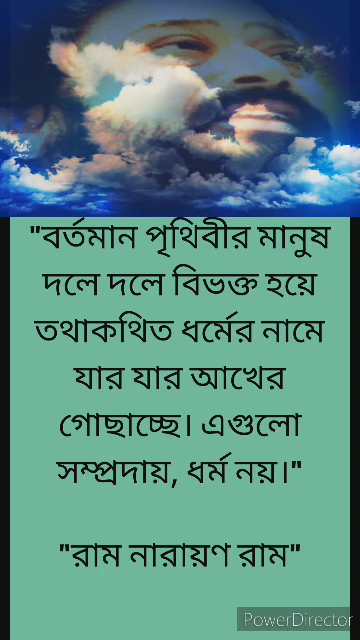 "বর্তমান পৃথিবীর মানুষ
দলে দলে বিভক্ত হয়ে
তথাকথিত ধর্মের নামে
যার যার আখের
গোছাচ্ছে। এগুলো
সম্প্রদায়, ধর্ম নয়।"
"রাম নারায়ণ রাম"
PowerDirector